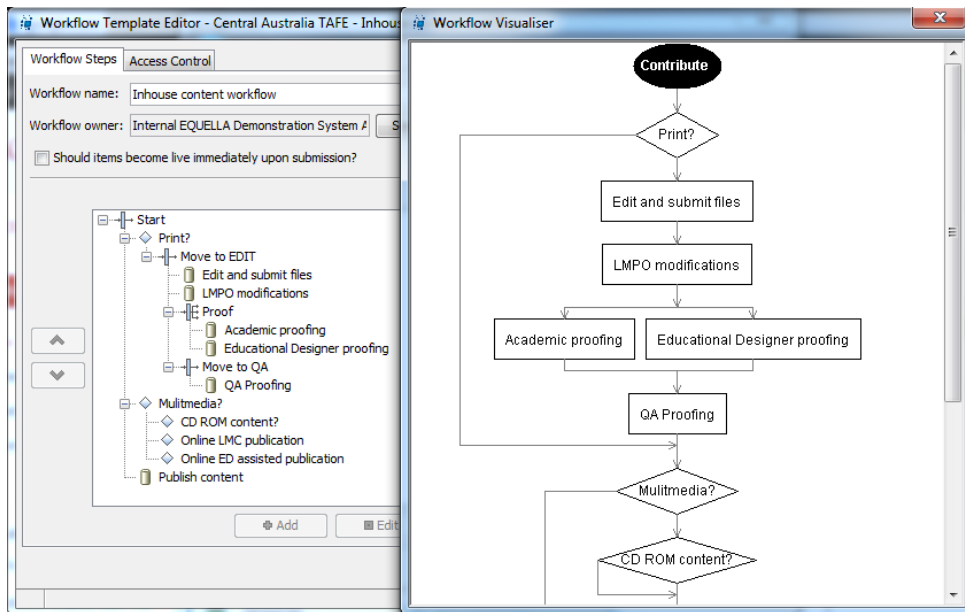 Workflow Template Editor - Central Australia TAFE - Inhous
Workflow Steps
Access Control
Workflow name:
Inhouse content workflow
Workflow owner:
Internal EQUELLA Demonstration System A
S
Should items become live immediately upon submission?
Start
Print?
Move to EDIT
Edit and submit files
LMPO modifications
Proof
Academic proofing
Educational Designer proofing
Move to QA
QA Proofing
Mulitmedia?
CD ROM content?
Online LMC publication
Online ED assisted publication
Publish content
Add
Edit
Workflow Visualiser
Contribute
Print?
Edit and submit files
LMPO modifications
Academic proofing
Educational Designer proofing
QA Proofing
Mulitmedia?
CD ROM content?